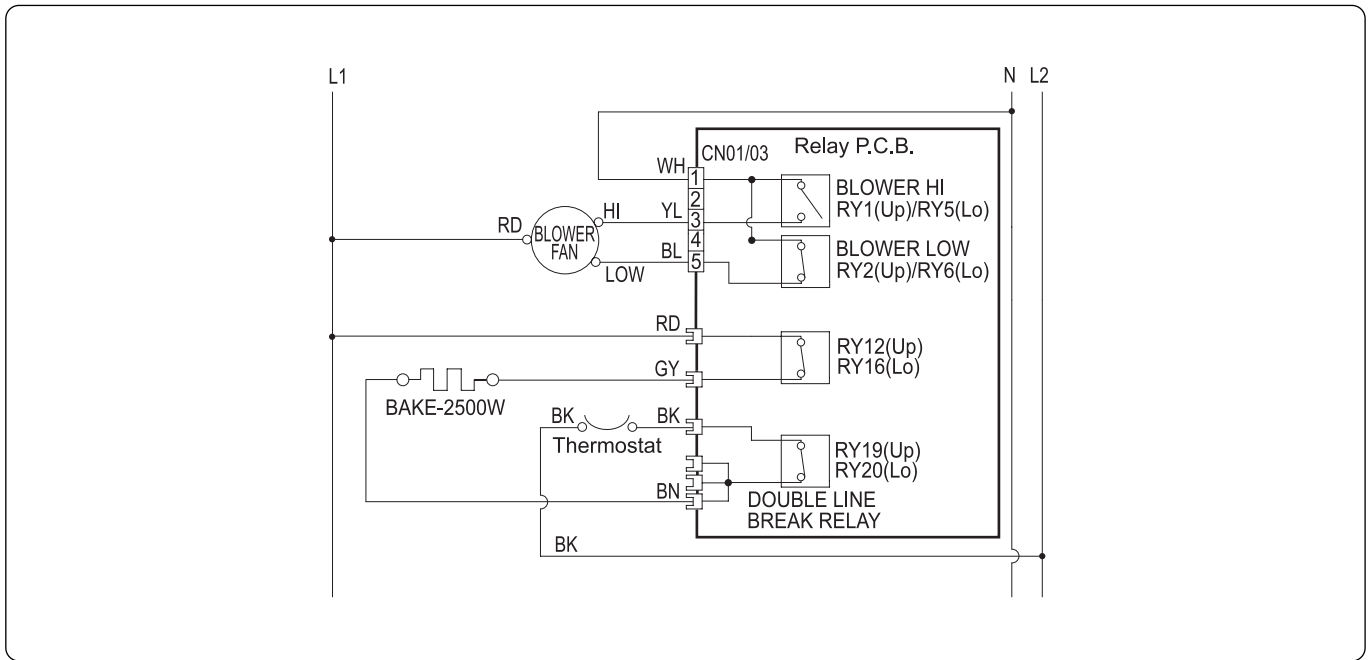 L1
N L2
Relay P.C.B.
CN01/03
WH
1
BLOWER HI
RY1(Up)/RY5(Lo)
2
HI
YL
3
RD
BLOWER
FAN
4
BLOWER LOW
RY2(Up)/RY6(Lo)
BL
5
LOW
RD
RY12(Up)
RY16(Lo)
GY
BAKE-2500W
BK
BK
Thermostat
RY19(Up)
RY20(Lo)
BN
DOUBLE LINE
BREAK RELAY
BK